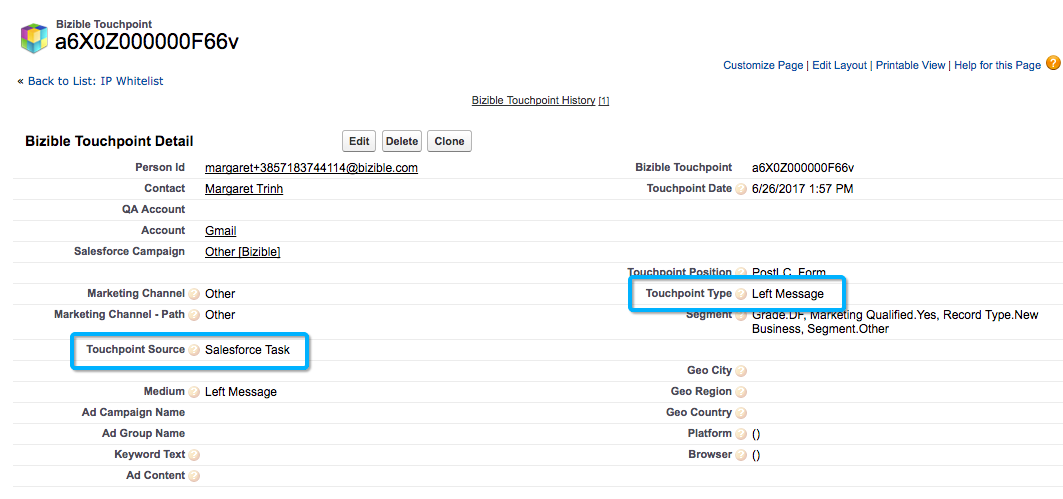 Bizible Touchpoint
a6X0Z000000F66v
Customize Page | Edit Layout | Printable View | Help for this Page ?
« Back to List: IP Whitelist
Bizible Touchpoint History [1]
Bizible Touchpoint Detail Edit Delete Clone
Person Id margaret+3857183744114@bizible.com Bizible Touchpoint a6X0Z000000F66v
Contact Margaret Trinh Touchpoint Date ? 6/26/2017 1:57 PM
QA Account
Account Gmail
Salesforce Campaign Other [Bizible]
Touchpoint Position ? PostLC, Form
Marketing Channel ? Other Touchpoint Type ? Left Message
Marketing Channel - Path ? Other Segment ? Grade.DF, Marketing Qualified.Yes, Record Type.New
Business, Segment.Other
Touchpoint Source ? Salesforce Task
Geo City ?
Medium ? Left Message Geo Region ?
Ad Campaign Name Geo Country ?
Ad Group Name Platform ? ()
Keyword Text ? Browser ? ()
Ad Content ?